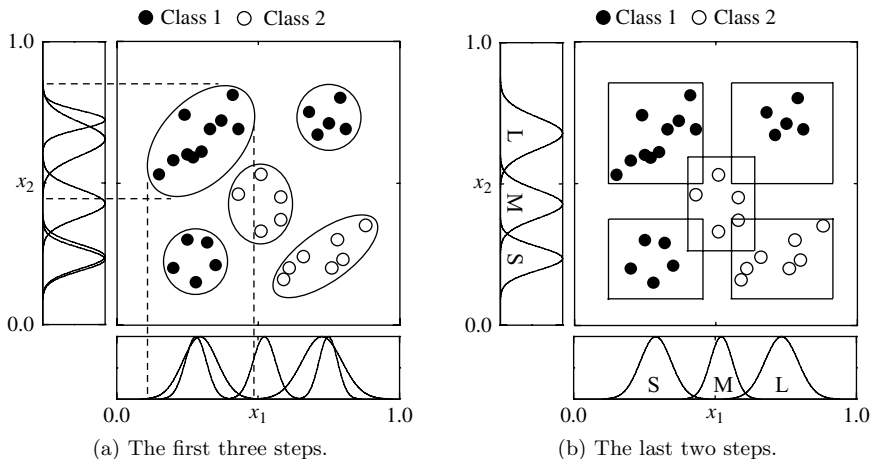 ● Class 1 ○ Class 2
1.0
x2
0.0
0.0 x1 1.0
(a) The first three steps.
● Class 1 ○ Class 2
1.0
L
x2
M
S
0.0
S M L
0.0 x1 1.0
(b) The last two steps.